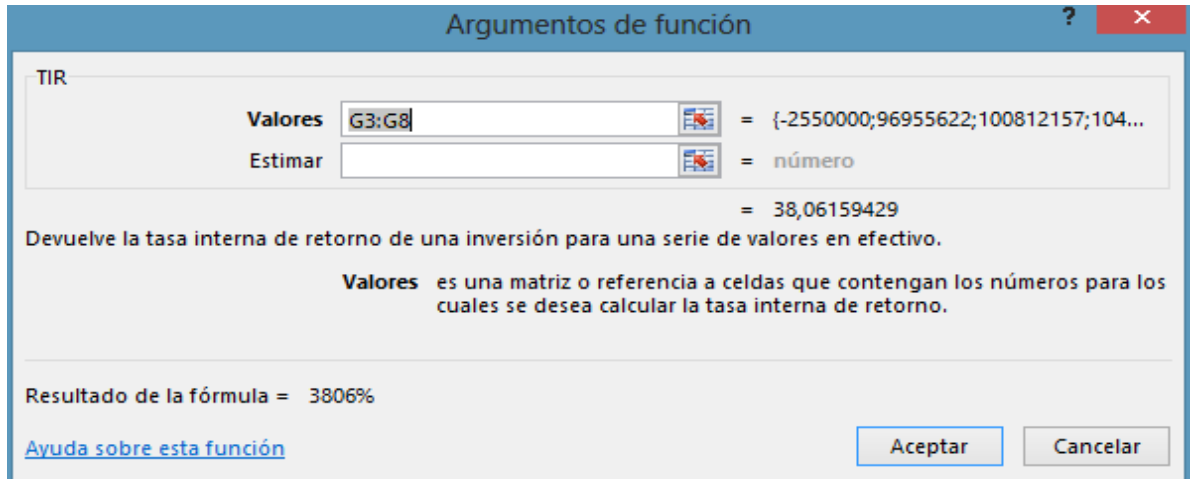 Argumentos de función
?
×
TIR
Valores G3:G8 = {-2550000;96955622;100812157;104...
Estimar = número
= 38,06159429
Devuelve la tasa interna de retorno de una inversión para una serie de valores en efectivo.
Valores es una matriz o referencia a celdas que contengan los números para los
cuales se desea calcular la tasa interna de retorno.
Resultado de la fórmula = 3806%
Ayuda sobre esta función
Aceptar
Cancelar